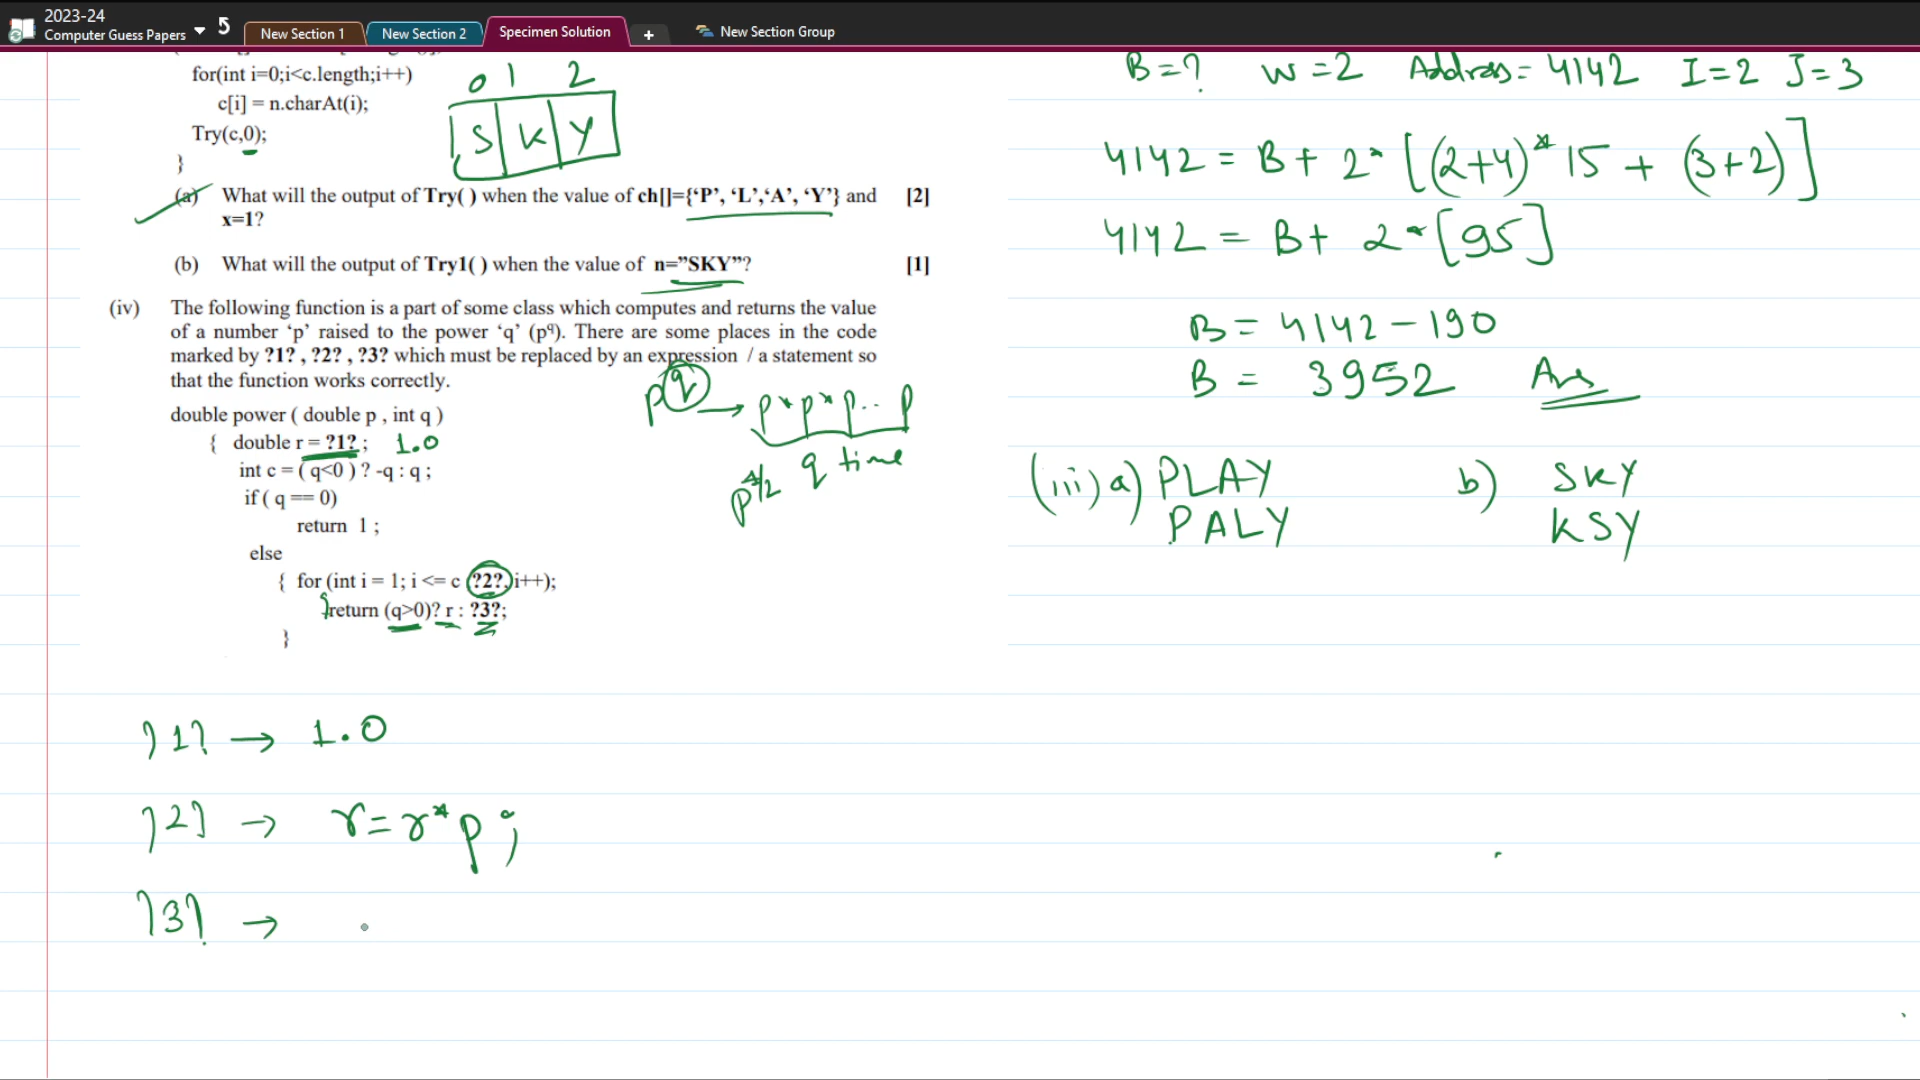 2023-24
Computer Guess Papers
New Section 1
New Section 2
Specimen Solution
+
New Section Group
for(int i=0;i<c.length;i++)
c[i] = n.charAt(i);
Try(c,0);
}
0 1 2
S K Y
(a) What will the output of Try( ) when the value of ch[]={‘P’, ‘L’,‘A’, ‘Y’} and [2]
x=1?
(b) What will the output of Try1( ) when the value of n=”SKY”? [1]
(iv) The following function is a part of some class which computes and returns the value
of a number ‘p’ raised to the power ‘q’ (p^q). There are some places in the code
marked by ?1? , ?2? , ?3? which must be replaced by an expression / a statement so
that the function works correctly.
double power ( double p , int q )
{ double r = ?1? ; 1.0
int c = ( q<0 ) ? -q : q ;
if ( q == 0)
return 1 ;
else
{ for (int i = 1; i <= c ;?2?, i++);
return (q>0)? r : ?3?;
}
p^q → p*p*p.. p
q time
?1? → 1.0
?2? → r=r*p ;
?3? →
B=? W=2 Address= 4142 I=2 J=3
4142 = B+ 2* [(2+4)*15 + (3+2)]
4142 = B+ 2*[95]
B = 4142-190
B = 3952 Ans
(iii) a) PLAY b) SKY
PALY KSY